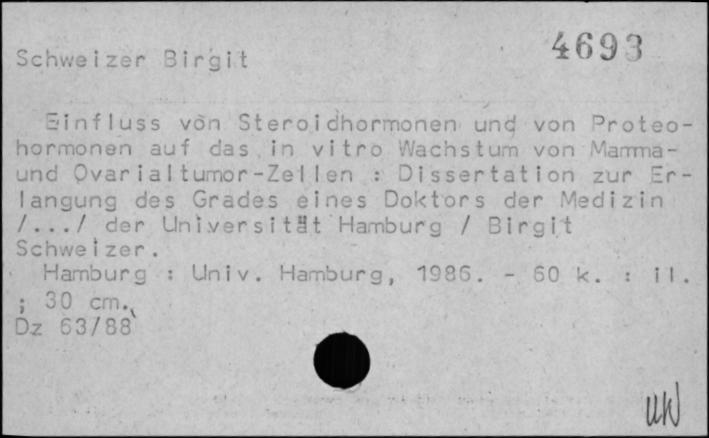 4693
Schweizer Birgit
Einfluss von Steroidhormonen und von Proteo-
hormonen auf das in vitro Wachstum von Mamma-
und Ovarialtumor-Zellen : Dissertation zur Er-
langung des Grades eines Doktors der Medizin
/.../ der Universität Hamburg / Birgit
Schweizer.
Hamburg : Univ. Hamburg, 1986. - 60 k. : il.
; 30 cm.
Dz 63/88
UW